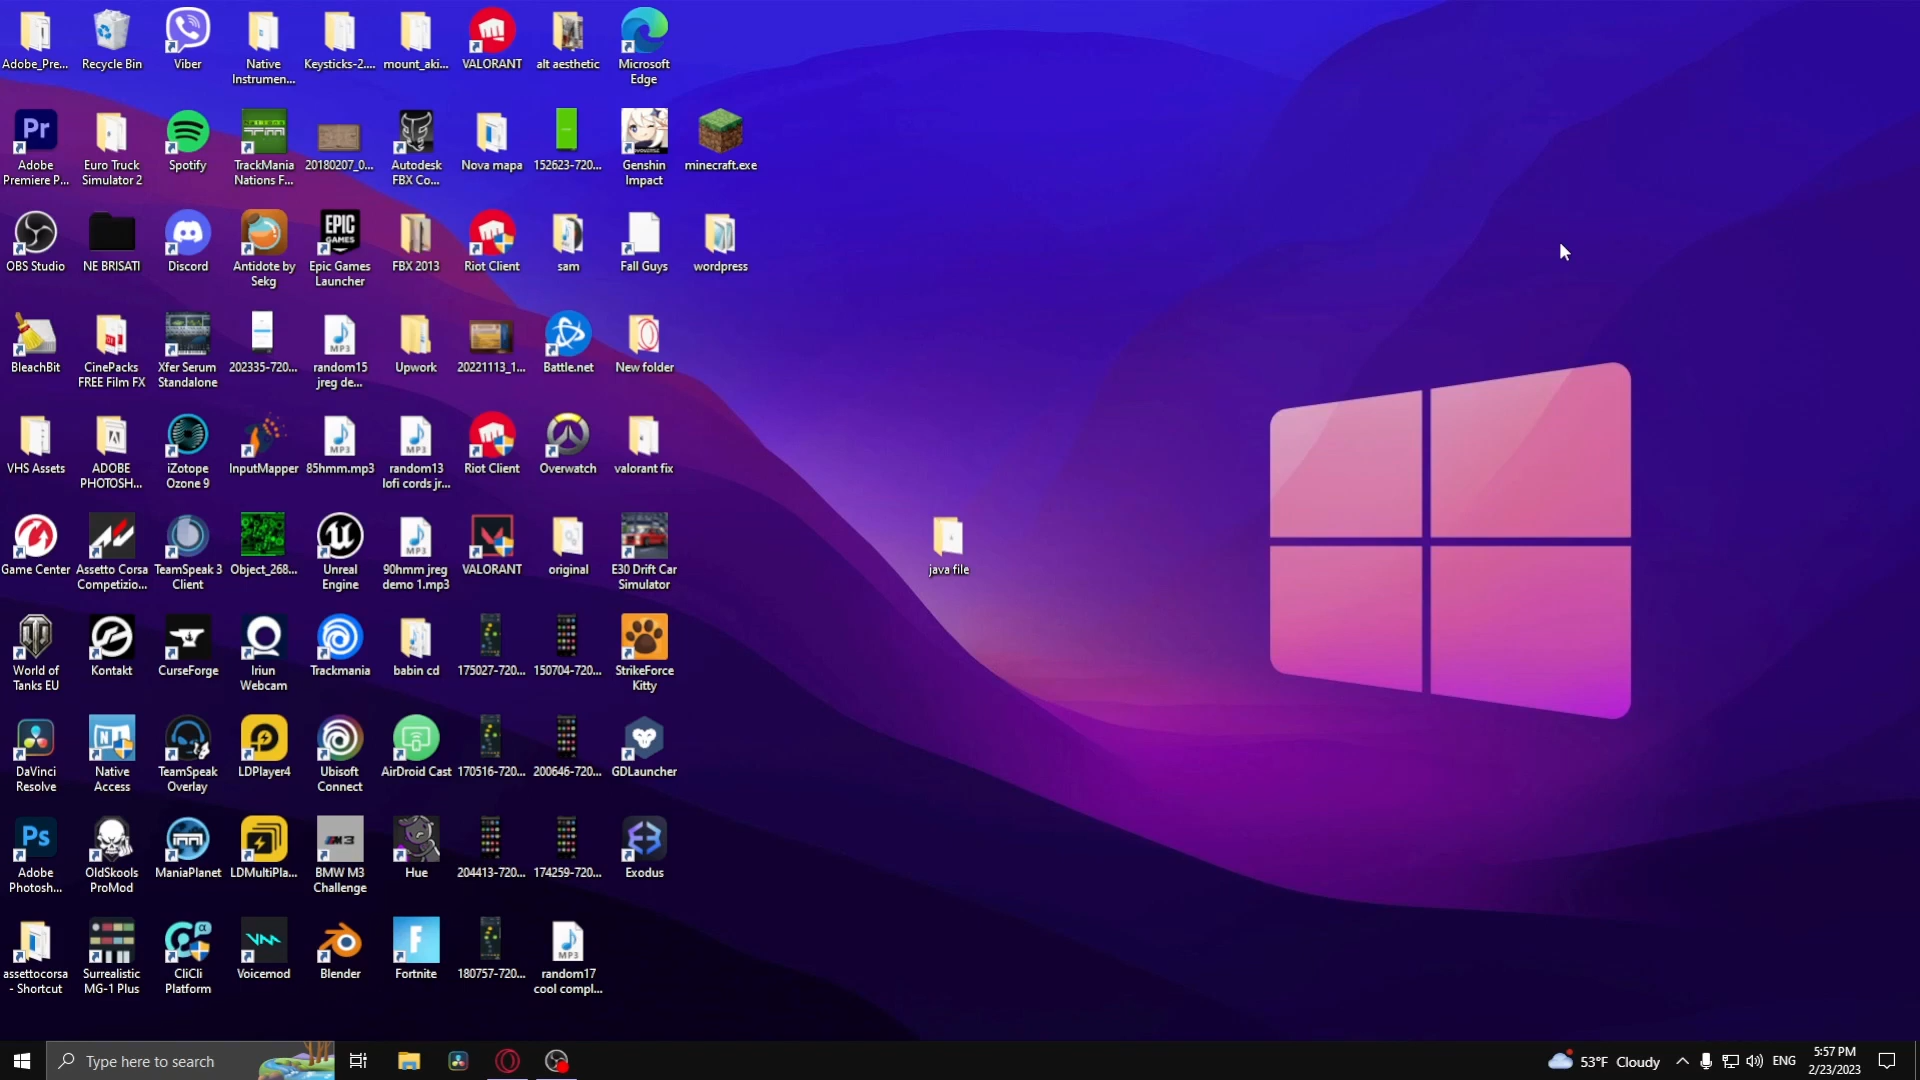 Adobe_Pre...
Recycle Bin
Viber
Native
Instrumen...
Keysticks-2....
mount_aki...
VALORANT
alt aesthetic
Microsoft
Edge
Pr
Adobe
Premiere P...
Euro Truck
Simulator 2
Spotify
TrackMania
Nations F...
20180207_0...
Autodesk
FBX Co...
Nova mapa
152623-720...
Genshin
Impact
minecraft.exe
OBS Studio
NE BRISATI
Discord
Antidote by
Sekg
EPIC
GAMES
Epic Games
Launcher
FBX 2013
Riot Client
sam
Fall Guys
wordpress
BleachBit
CinePacks
FREE Film FX
Xfer Serum
Standalone
202335-720...
MP3
random15
jreg de...
Upwork
20221113_1...
Battle.net
New folder
VHS Assets
ADOBE
PHOTOSH...
iZotope
Ozone 9
InputMapper
MP3
85hmm.mp3
MP3
random13
lofi cords jr...
Riot Client
Overwatch
valorant fix
Game Center
Assetto Corsa
Competizio...
TeamSpeak 3
Client
Object_268...
Unreal
Engine
MP3
90hmm jreg
demo 1.mp3
VALORANT
original
E30 Drift Car
Simulator
java file
World of
Tanks EU
Kontakt
CurseForge
Iriun
Webcam
Trackmania
babin cd
175027-720...
150704-720...
StrikeForce
Kitty
DaVinci
Resolve
Native
Access
TeamSpeak
Overlay
LDPlayer4
Ubisoft
Connect
AirDroid Cast
170516-720...
200646-720...
GDLauncher
Ps
Adobe
Photosh...
OldSkools
ProMod
ManiaPlanet
LDMultiPla...
M3
BMW M3
Challenge
Hue
204413-720...
174259-720...
Exodus
assettocorsa
- Shortcut
Surrealistic
MG-1 Plus
CliCli
Platform
Voicemod
Blender
Fortnite
180757-720...
MP3
random17
cool compl...
Type here to search
53°F Cloudy
ENG
5:57 PM
2/23/2023